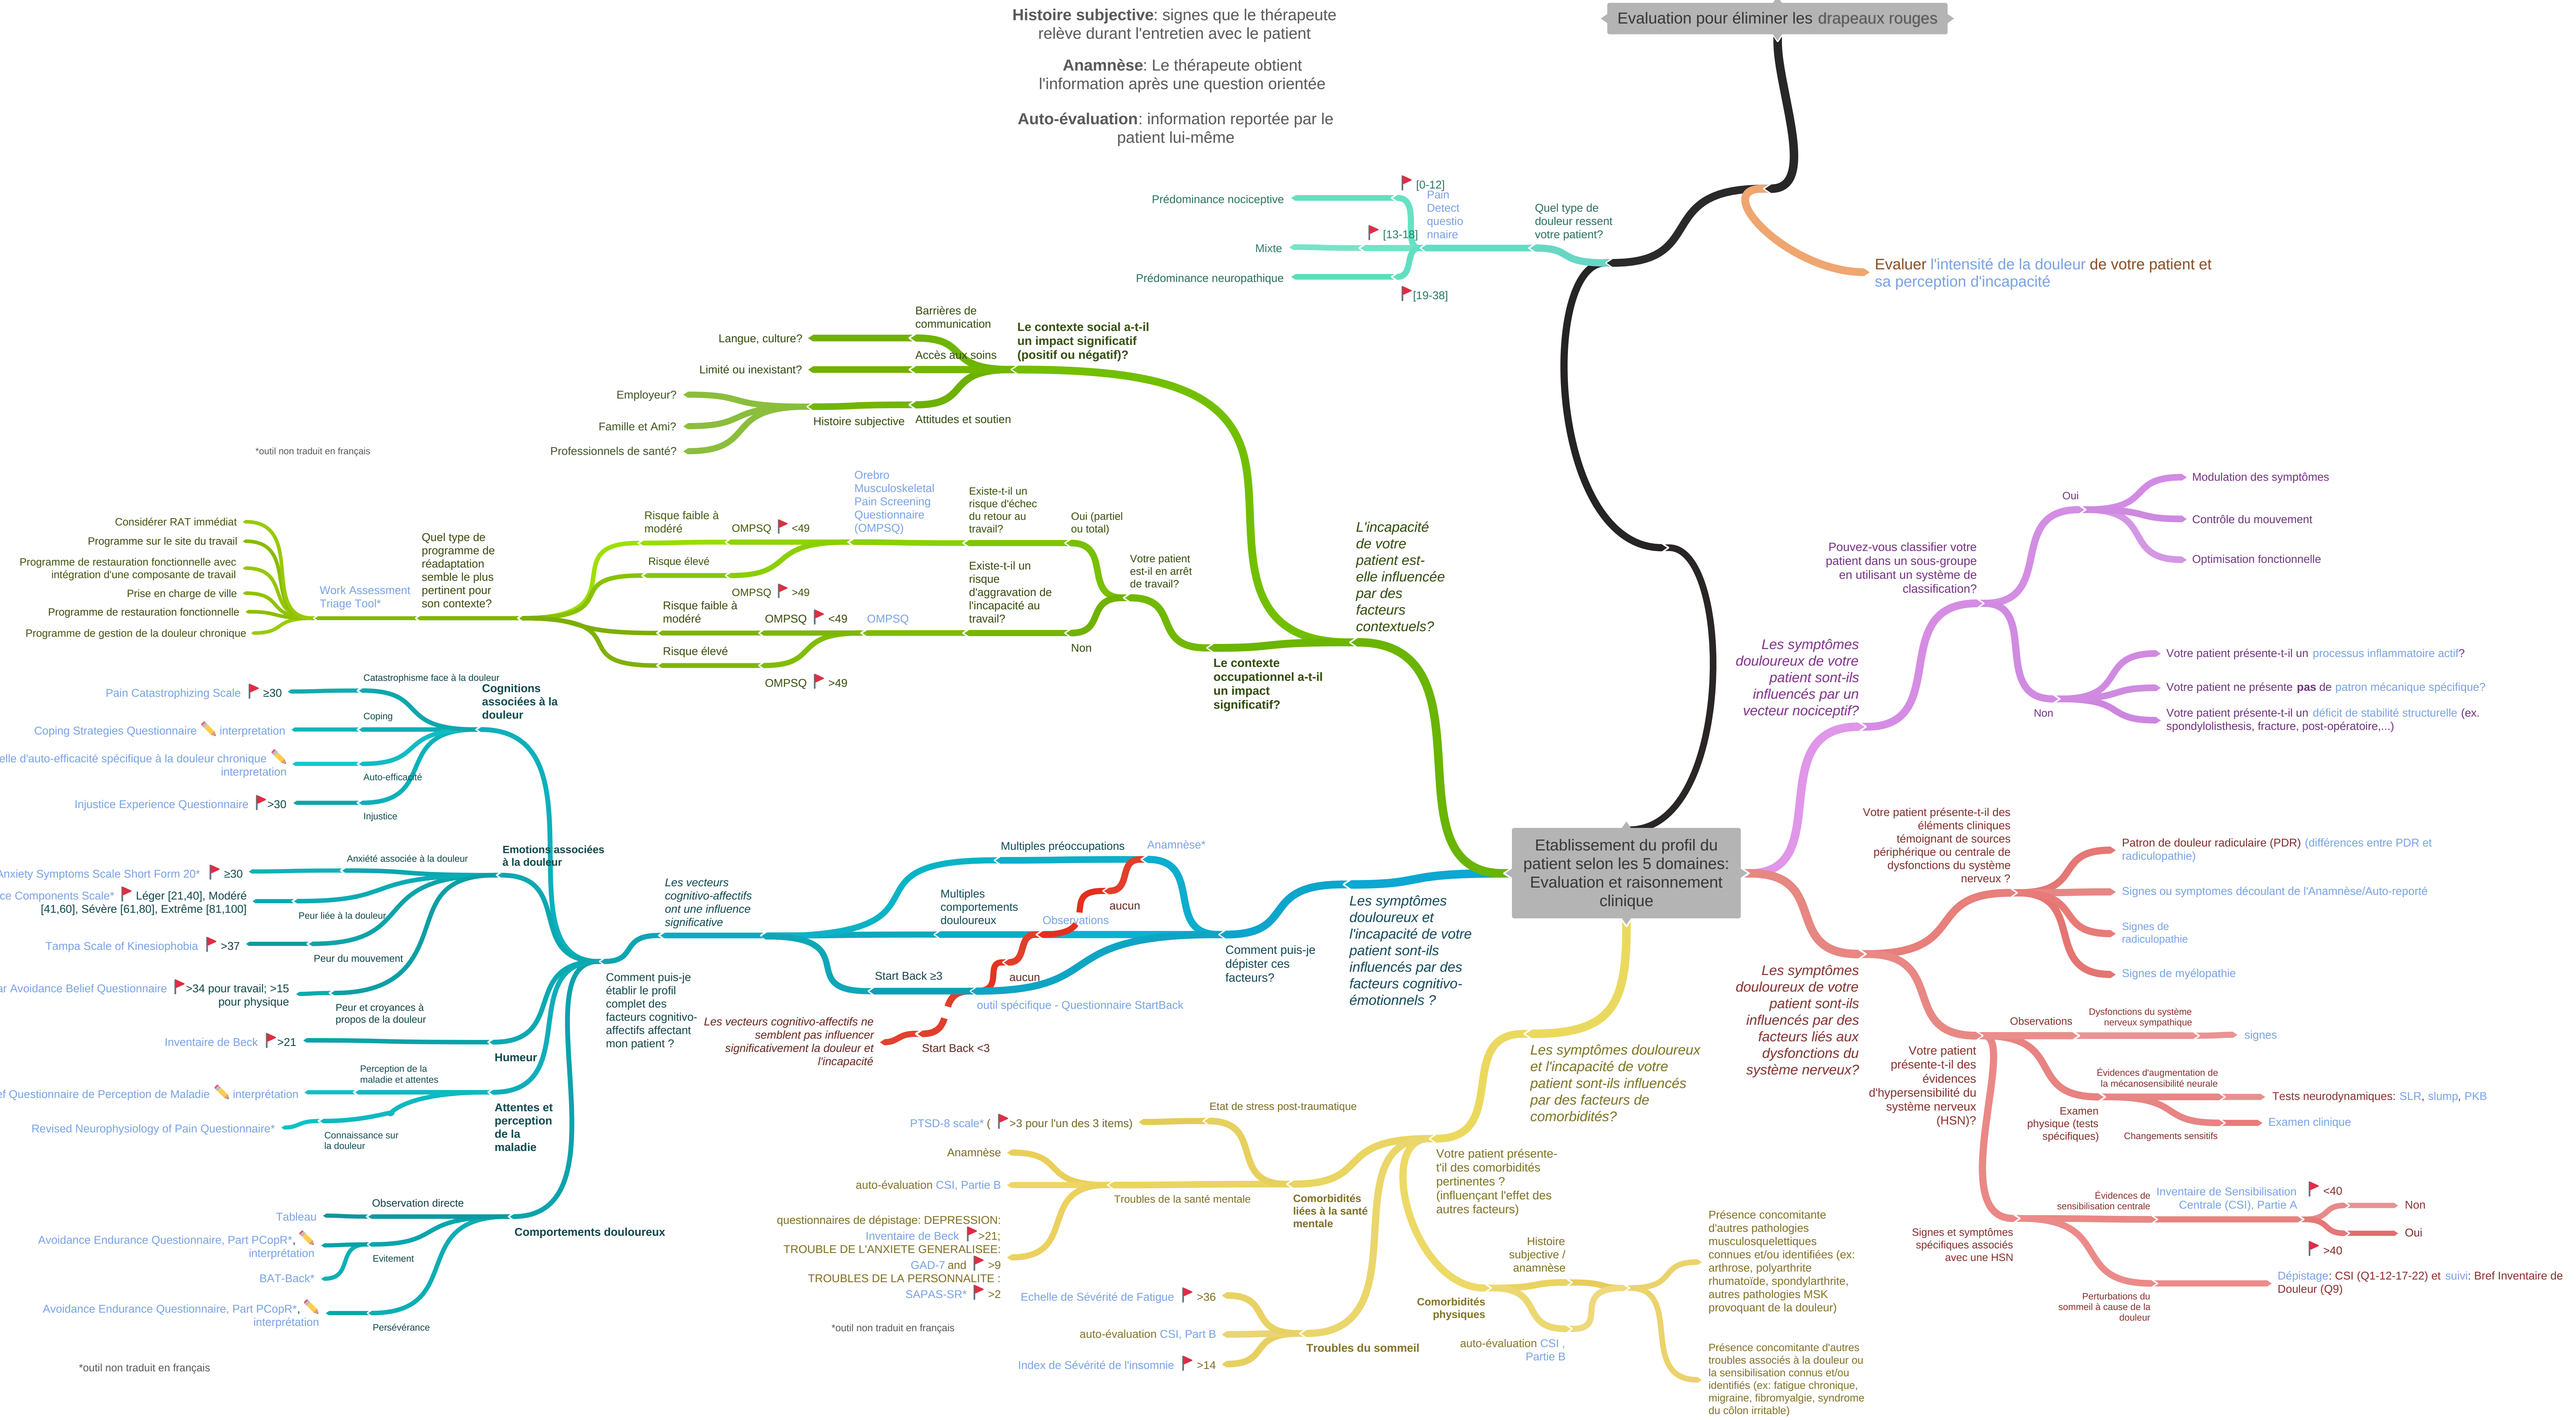 Histoire subjective: signes que le thérapeute
relève durant l'entretien avec le patient
Anamnèse: Le thérapeute obtient
l'information après une question orientée
Auto-évaluation: information reportée par le
patient lui-même
Evaluation pour éliminer les drapeaux rouges
Evaluer l'intensité de la douleur de votre patient et
sa perception d'incapacité
Quel type de
douleur ressent
votre patient?
Pain
Detect
questio
nnaire
[0-12]
Prédominance nociceptive
[13-18]
Mixte
Prédominance neuropathique
[19-38]
Etablissement du profil du
patient selon les 5 domaines:
Evaluation et raisonnement
clinique
L'incapacité
de votre
patient est-
elle influencée
par des
facteurs
contextuels?
Le contexte social a-t-il
un impact significatif
(positif ou négatif)?
Barrières de
communication
Langue, culture?
Accès aux soins
Limité ou inexistant?
Attitudes et soutien
Histoire subjective
Employeur?
Famille et Ami?
Professionnels de santé?
*outil non traduit en français
Le contexte
occupationnel a-t-il
un impact
significatif?
Votre patient
est-il en arrêt
de travail?
Oui (partiel
ou total)
Existe-t-il un
risque d'échec
du retour au
travail?
Orebro
Musculoskeletal
Pain Screening
Questionnaire
(OMPSQ)
OMPSQ <49
Risque faible à
modéré
OMPSQ >49
Risque élevé
Non
Existe-t-il un
risque
d'aggravation de
l'incapacité au
travail?
OMPSQ
OMPSQ <49
Risque faible à
modéré
OMPSQ >49
Risque élevé
Quel type de
programme de
réadaptation
semble le plus
pertinent pour
son contexte?
Work Assessment
Triage Tool*
Considérer RAT immédiat
Programme sur le site du travail
Programme de restauration fonctionnelle avec
intégration d'une composante de travail
Prise en charge de ville
Programme de restauration fonctionnelle
Programme de gestion de la douleur chronique
Les symptômes
douloureux et
l'incapacité de votre
patient sont-ils
influencés par des
facteurs cognitivo-
émotionnels ?
Comment puis-je
dépister ces
facteurs?
Anamnèse*
Multiples préoccupations
aucun
Observations
Multiples
comportements
douloureux
aucun
outil spécifique - Questionnaire StartBack
Start Back ≥3
Start Back <3
Les vecteurs cognitivo-affectifs ne
semblent pas influencer
significativement la douleur et
l'incapacité
Les vecteurs
cognitivo-affectifs
ont une influence
significative
Comment puis-je
établir le profil
complet des
facteurs cognitivo-
affectifs affectant
mon patient ?
Cognitions
associées à la
douleur
Catastrophisme face à la douleur
Pain Catastrophizing Scale ≥30
Coping
Coping Strategies Questionnaire interpretation
Auto-efficacité
elle d'auto-efficacité spécifique à la douleur chronique
interpretation
Injustice
Injustice Experience Questionnaire >30
Emotions associées
à la douleur
Anxiété associée à la douleur
Anxiety Symptoms Scale Short Form 20* ≥30
Peur liée à la douleur
ce Components Scale* Léger [21,40], Modéré
[41,60], Sévère [61,80], Extrême [81,100]
Peur du mouvement
Tampa Scale of Kinesiophobia >37
Peur et croyances à
propos de la douleur
ar Avoidance Belief Questionnaire >34 pour travail; >15
pour physique
Humeur
Inventaire de Beck >21
Attentes et
perception
de la
maladie
Perception de la
maladie et attentes
ef Questionnaire de Perception de Maladie interprétation
Connaissance sur
la douleur
Revised Neurophysiology of Pain Questionnaire*
Comportements douloureux
Observation directe
Tableau
Evitement
Avoidance Endurance Questionnaire, Part PCopR*,
interprétation
BAT-Back*
Persévérance
Avoidance Endurance Questionnaire, Part PCopR*,
interprétation
*outil non traduit en français
Les symptômes douloureux
et l'incapacité de votre
patient sont-ils influencés
par des facteurs de
comorbidités?
Votre patient présente-
t'il des comorbidités
pertinentes ?
(influençant l'effet des
autres facteurs)
Comorbidités
liées à la santé
mentale
Etat de stress post-traumatique
PTSD-8 scale* ( >3 pour l'un des 3 items)
Troubles de la santé mentale
Anamnèse
auto-évaluation CSI, Partie B
questionnaires de dépistage: DEPRESSION:
Inventaire de Beck >21;
TROUBLE DE L'ANXIETE GENERALISEE:
GAD-7 and >9
TROUBLES DE LA PERSONNALITE :
SAPAS-SR* >2
*outil non traduit en français
Troubles du sommeil
Echelle de Sévérité de Fatigue >36
auto-évaluation CSI, Part B
Index de Sévérité de l'insomnie >14
Comorbidités
physiques
Histoire
subjective /
anamnèse
auto-évaluation CSI ,
Partie B
Présence concomitante
d'autres pathologies
musculosquelettiques
connues et/ou identifiées (ex:
arthrose, polyarthrite
rhumatoïde, spondylarthrite,
autres pathologies MSK
provoquant de la douleur)
Présence concomitante d'autres
troubles associés à la douleur ou
la sensibilisation connus et/ou
identifiés (ex: fatigue chronique,
migraine, fibromyalgie, syndrome
du côlon irritable)
Les symptômes
douloureux de votre
patient sont-ils
influencés par un
vecteur nociceptif?
Pouvez-vous classifier votre
patient dans un sous-groupe
en utilisant un système de
classification?
Oui
Modulation des symptômes
Contrôle du mouvement
Optimisation fonctionnelle
Non
Votre patient présente-t-il un processus inflammatoire actif?
Votre patient ne présente pas de patron mécanique spécifique?
Votre patient présente-t-il un déficit de stabilité structurelle (ex.
spondylolisthesis, fracture, post-opératoire,...)
Les symptômes
douloureux de votre
patient sont-ils
influencés par des
facteurs liés aux
dysfonctions du
système nerveux?
Votre patient présente-t-il des
éléments cliniques
témoignant de sources
périphérique ou centrale de
dysfonctions du système
nerveux ?
Patron de douleur radiculaire (PDR) (différences entre PDR et
radiculopathie)
Signes ou symptomes découlant de l'Anamnèse/Auto-reporté
Signes de
radiculopathie
Signes de myélopathie
Votre patient
présente-t-il des
évidences
d'hypersensibilité du
système nerveux
(HSN)?
Observations
Dysfonctions du système
nerveux sympathique
signes
Examen
physique (tests
spécifiques)
Évidences d'augmentation de
la mécanosensibilité neurale
Tests neurodynamiques: SLR, slump, PKB
Changements sensitifs
Examen clinique
Signes et symptômes
spécifiques associés
avec une HSN
Évidences de
sensibilisation centrale
Inventaire de Sensibilisation
Centrale (CSI), Partie A
<40
Non
Oui
>40
Perturbations du
sommeil à cause de la
douleur
Dépistage: CSI (Q1-12-17-22) et suivi: Bref Inventaire de
Douleur (Q9)